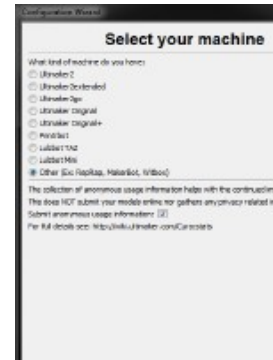 Configuration Wizard
Select your machine
What kind of machine do you have:
Ultimaker2
Ultimaker2extended
Ultimaker2go
Ultimaker Original
Ultimaker Original+
Printrbot
Lulzbot TAZ
Lulzbot Mini
Other (Ex: RepRap, MakerBot, Witbox)
The collection of anonymous usage information helps with the continued im
This does NOT submit your models online nor gathers any privacy related in
Submit anonymous usage information:
For full details see: http://wiki.ultimaker.com/Cura:stats